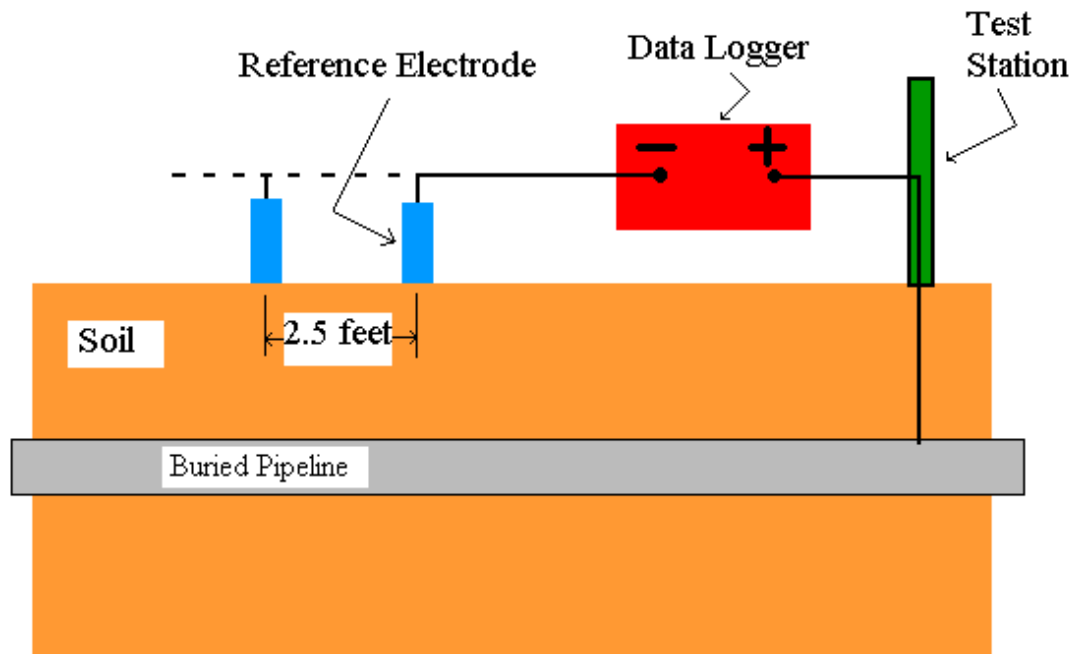 Test
Station
Data Logger
Reference Electrode
− +
2.5 feet
Soil
Buried Pipeline